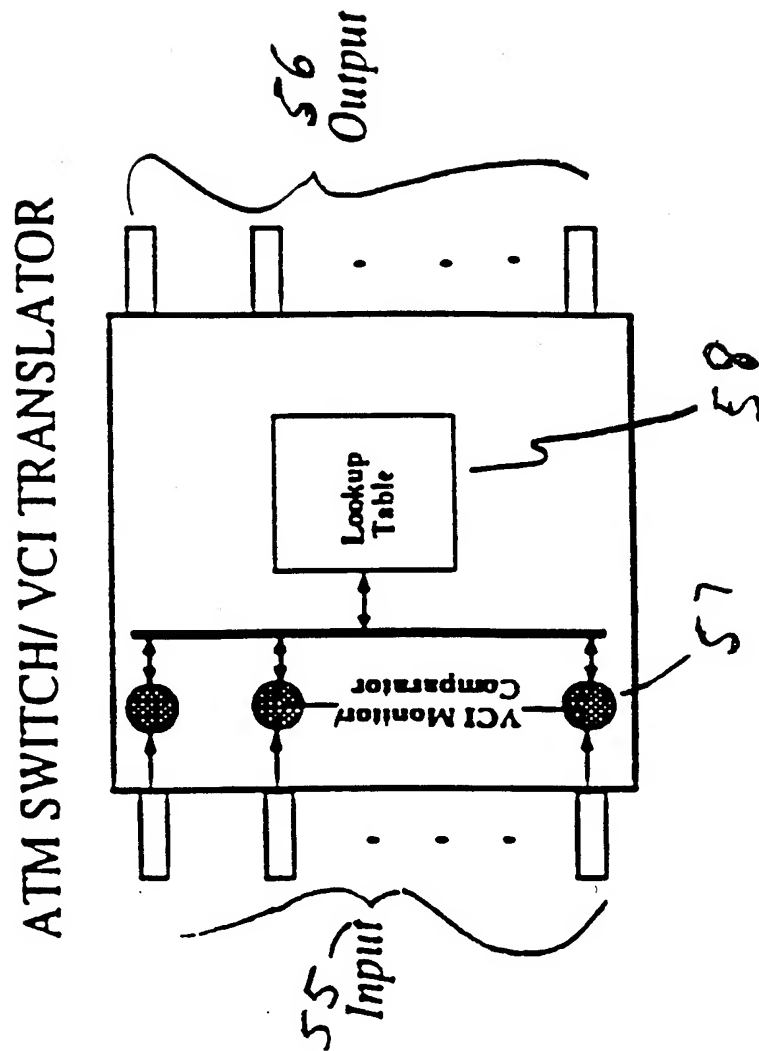 ATM SWITCH/ VCI TRANSLATOR
55
Input
56
Output
VCI Monitor/
Comparator
Lookup
Table
57
58